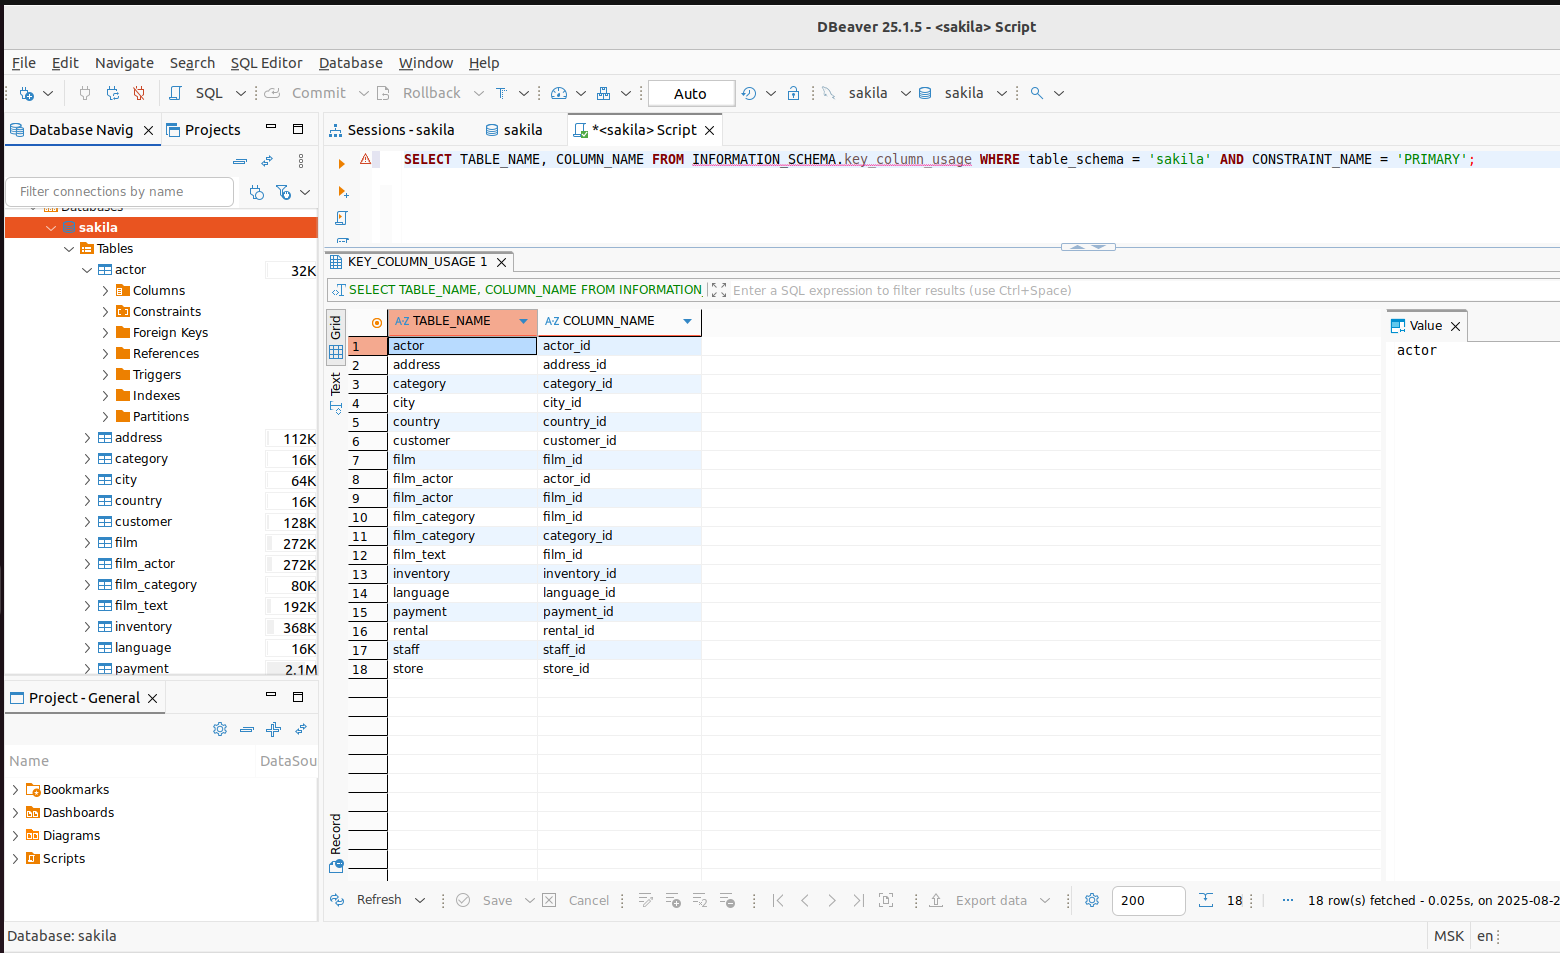 DBeaver 25.1.5 - <sakila> Script
File Edit Navigate Search SQL Editor Database Window Help
SQL Commit Rollback Auto sakila sakila
Database Navig Projects
Filter connections by name
Databases
sakila
Tables
actor 32K
Columns
Constraints
Foreign Keys
References
Triggers
Indexes
Partitions
address 112K
category 16K
city 64K
country 16K
customer 128K
film 272K
film_actor 272K
film_category 80K
film_text 192K
inventory 368K
language 16K
payment 2.1M
Project - General
Name DataSou
Bookmarks
Dashboards
Diagrams
Scripts
Sessions - sakila sakila *<sakila> Script
SELECT TABLE_NAME, COLUMN_NAME FROM INFORMATION_SCHEMA.key_column_usage WHERE table_schema = 'sakila' AND CONSTRAINT_NAME = 'PRIMARY';
KEY_COLUMN_USAGE 1
SELECT TABLE_NAME, COLUMN_NAME FROM INFORMATION_ Enter a SQL expression to filter results (use Ctrl+Space)
Grid
Text
Record
A-Z TABLE_NAME A-Z COLUMN_NAME
1 actor actor_id
2 address address_id
3 category category_id
4 city city_id
5 country country_id
6 customer customer_id
7 film film_id
8 film_actor actor_id
9 film_actor film_id
10 film_category film_id
11 film_category category_id
12 film_text film_id
13 inventory inventory_id
14 language language_id
15 payment payment_id
16 rental rental_id
17 staff staff_id
18 store store_id
Value
actor
Refresh Save Cancel Export data 200 18 18 row(s) fetched - 0.025s, on 2025-08-2
Database: sakila MSK en